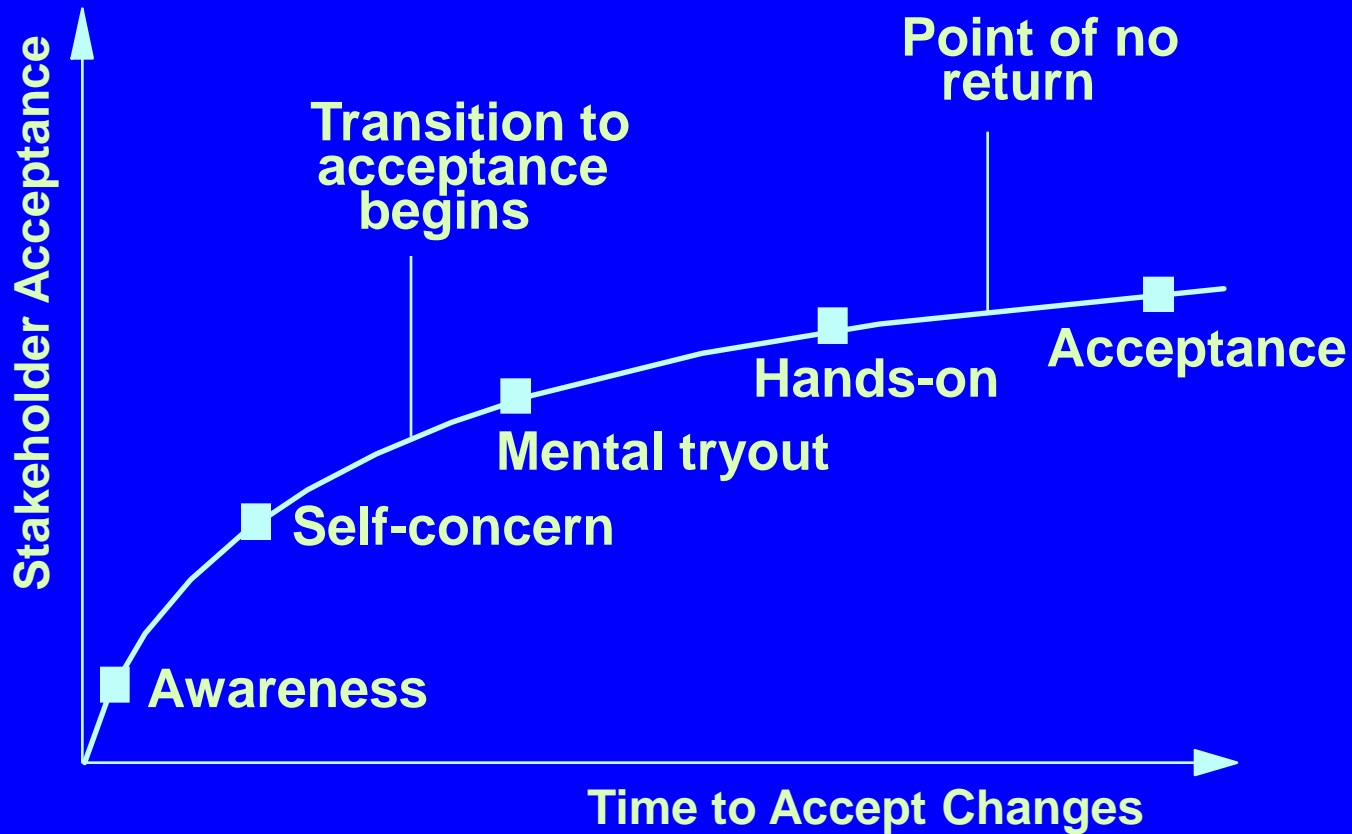 Stakeholder Acceptance
Point of no
return
Transition to
acceptance
begins
Acceptance
Hands-on
Mental tryout
Self-concern
Awareness
Time to Accept Changes